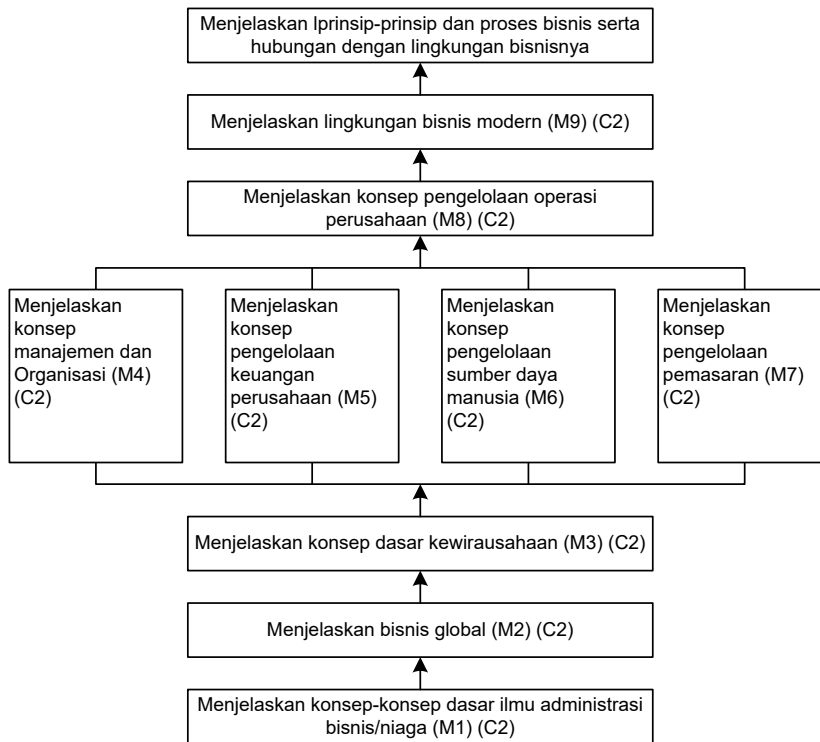 Menjelaskan lprinsip-prinsip dan proses bisnis serta
hubungan dengan lingkungan bisnisnya
Menjelaskan lingkungan bisnis modern (M9) (C2)
Menjelaskan konsep pengelolaan operasi
perusahaan (M8) (C2)
Menjelaskan
konsep
manajemen dan
Organisasi (M4)
(C2)
Menjelaskan
konsep
pengelolaan
keuangan
perusahaan (M5)
(C2)
Menjelaskan
konsep
pengelolaan
sumber daya
manusia (M6)
(C2)
Menjelaskan
konsep
pengelolaan
pemasaran (M7)
(C2)
Menjelaskan konsep dasar kewirausahaan (M3) (C2)
Menjelaskan bisnis global (M2) (C2)
Menjelaskan konsep-konsep dasar ilmu administrasi
bisnis/niaga (M1) (C2)